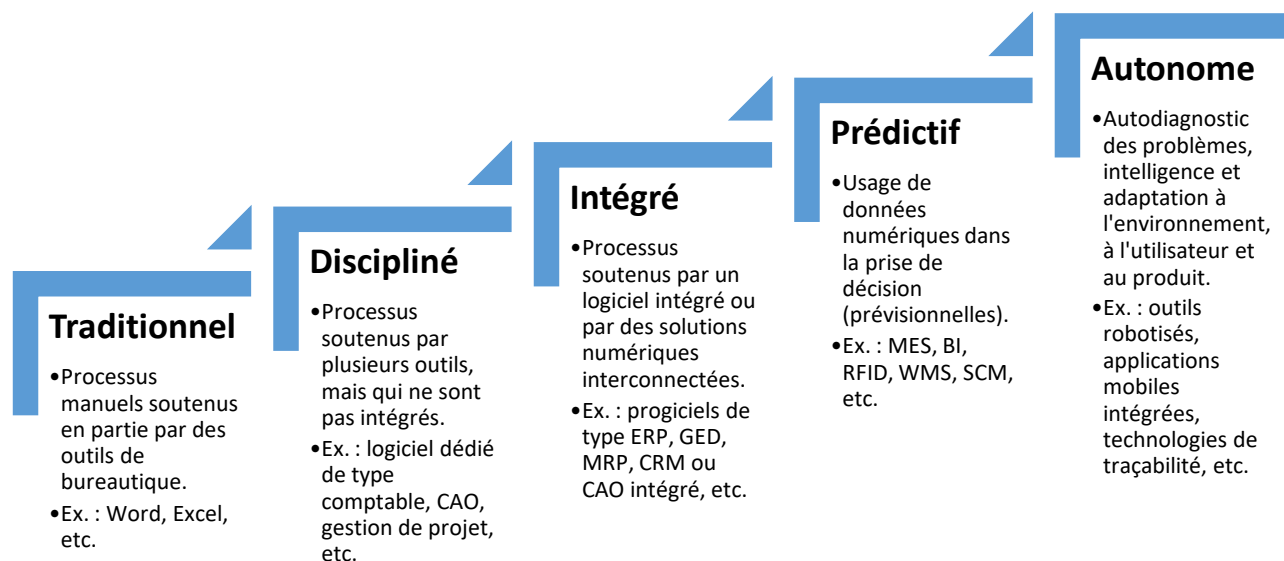 Traditionnel
•Processus
manuels soutenus
en partie par des
outils de
bureautique.
•Ex. : Word, Excel,
etc.
Discipliné
•Processus
soutenus par
plusieurs outils,
mais qui ne sont
pas intégrés.
•Ex. : logiciel dédié
de type
comptable, CAO,
gestion de projet,
etc.
Intégré
•Processus
soutenus par un
logiciel intégré ou
par des solutions
numériques
interconnectées.
•Ex. : progiciels de
type ERP, GED,
MRP, CRM ou
CAO intégré, etc.
Prédictif
•Usage de
données
numériques dans
la prise de
décision
(prévisionnelles).
•Ex. : MES, BI,
RFID, WMS, SCM,
etc.
Autonome
•Autodiagnostic
des problèmes,
intelligence et
adaptation à
l'environnement,
à l'utilisateur et
au produit.
•Ex. : outils
robotisés,
applications
mobiles
intégrées,
technologies de
traçabilité, etc.